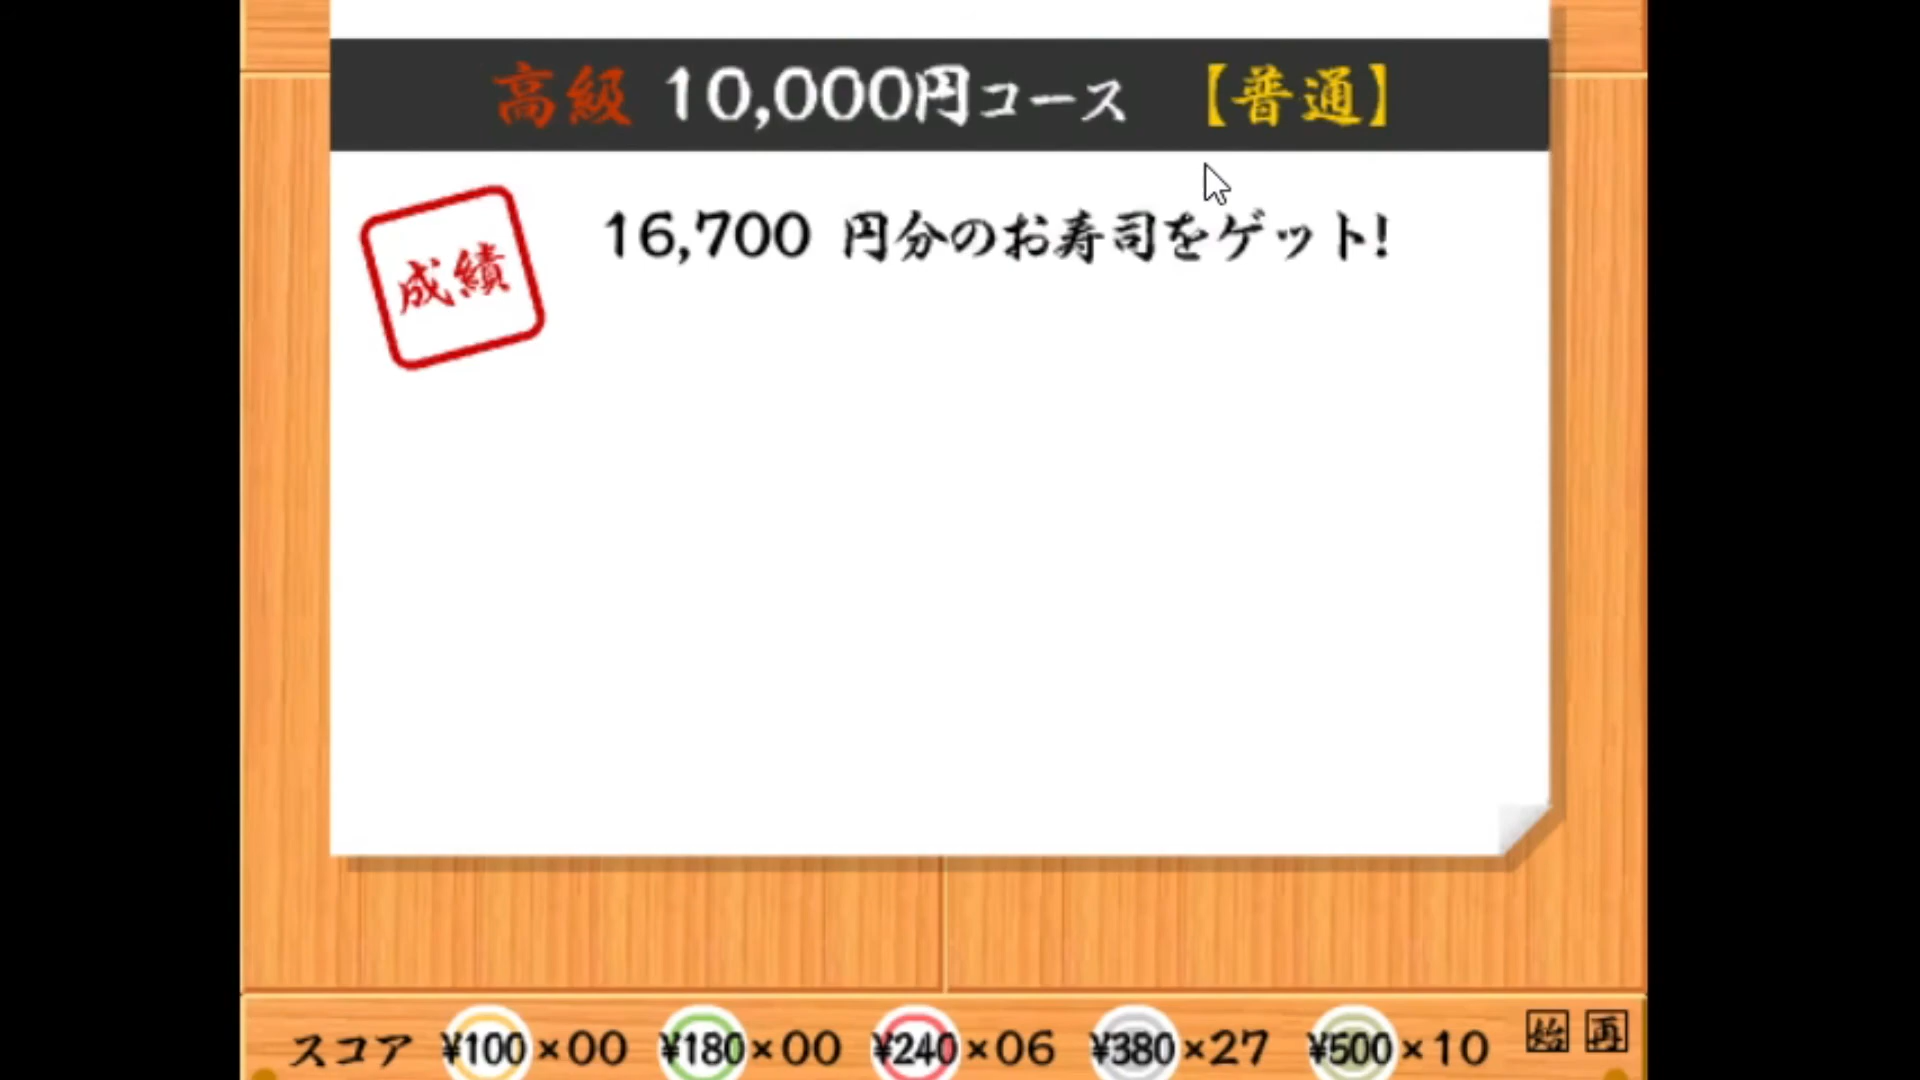 高級 10,000円コース 【普通】
成績
16,700 円分のお寿司をゲット!
スコア ¥100×00 ¥180×00 ¥240×06 ¥380×27 ¥500×10 始 再